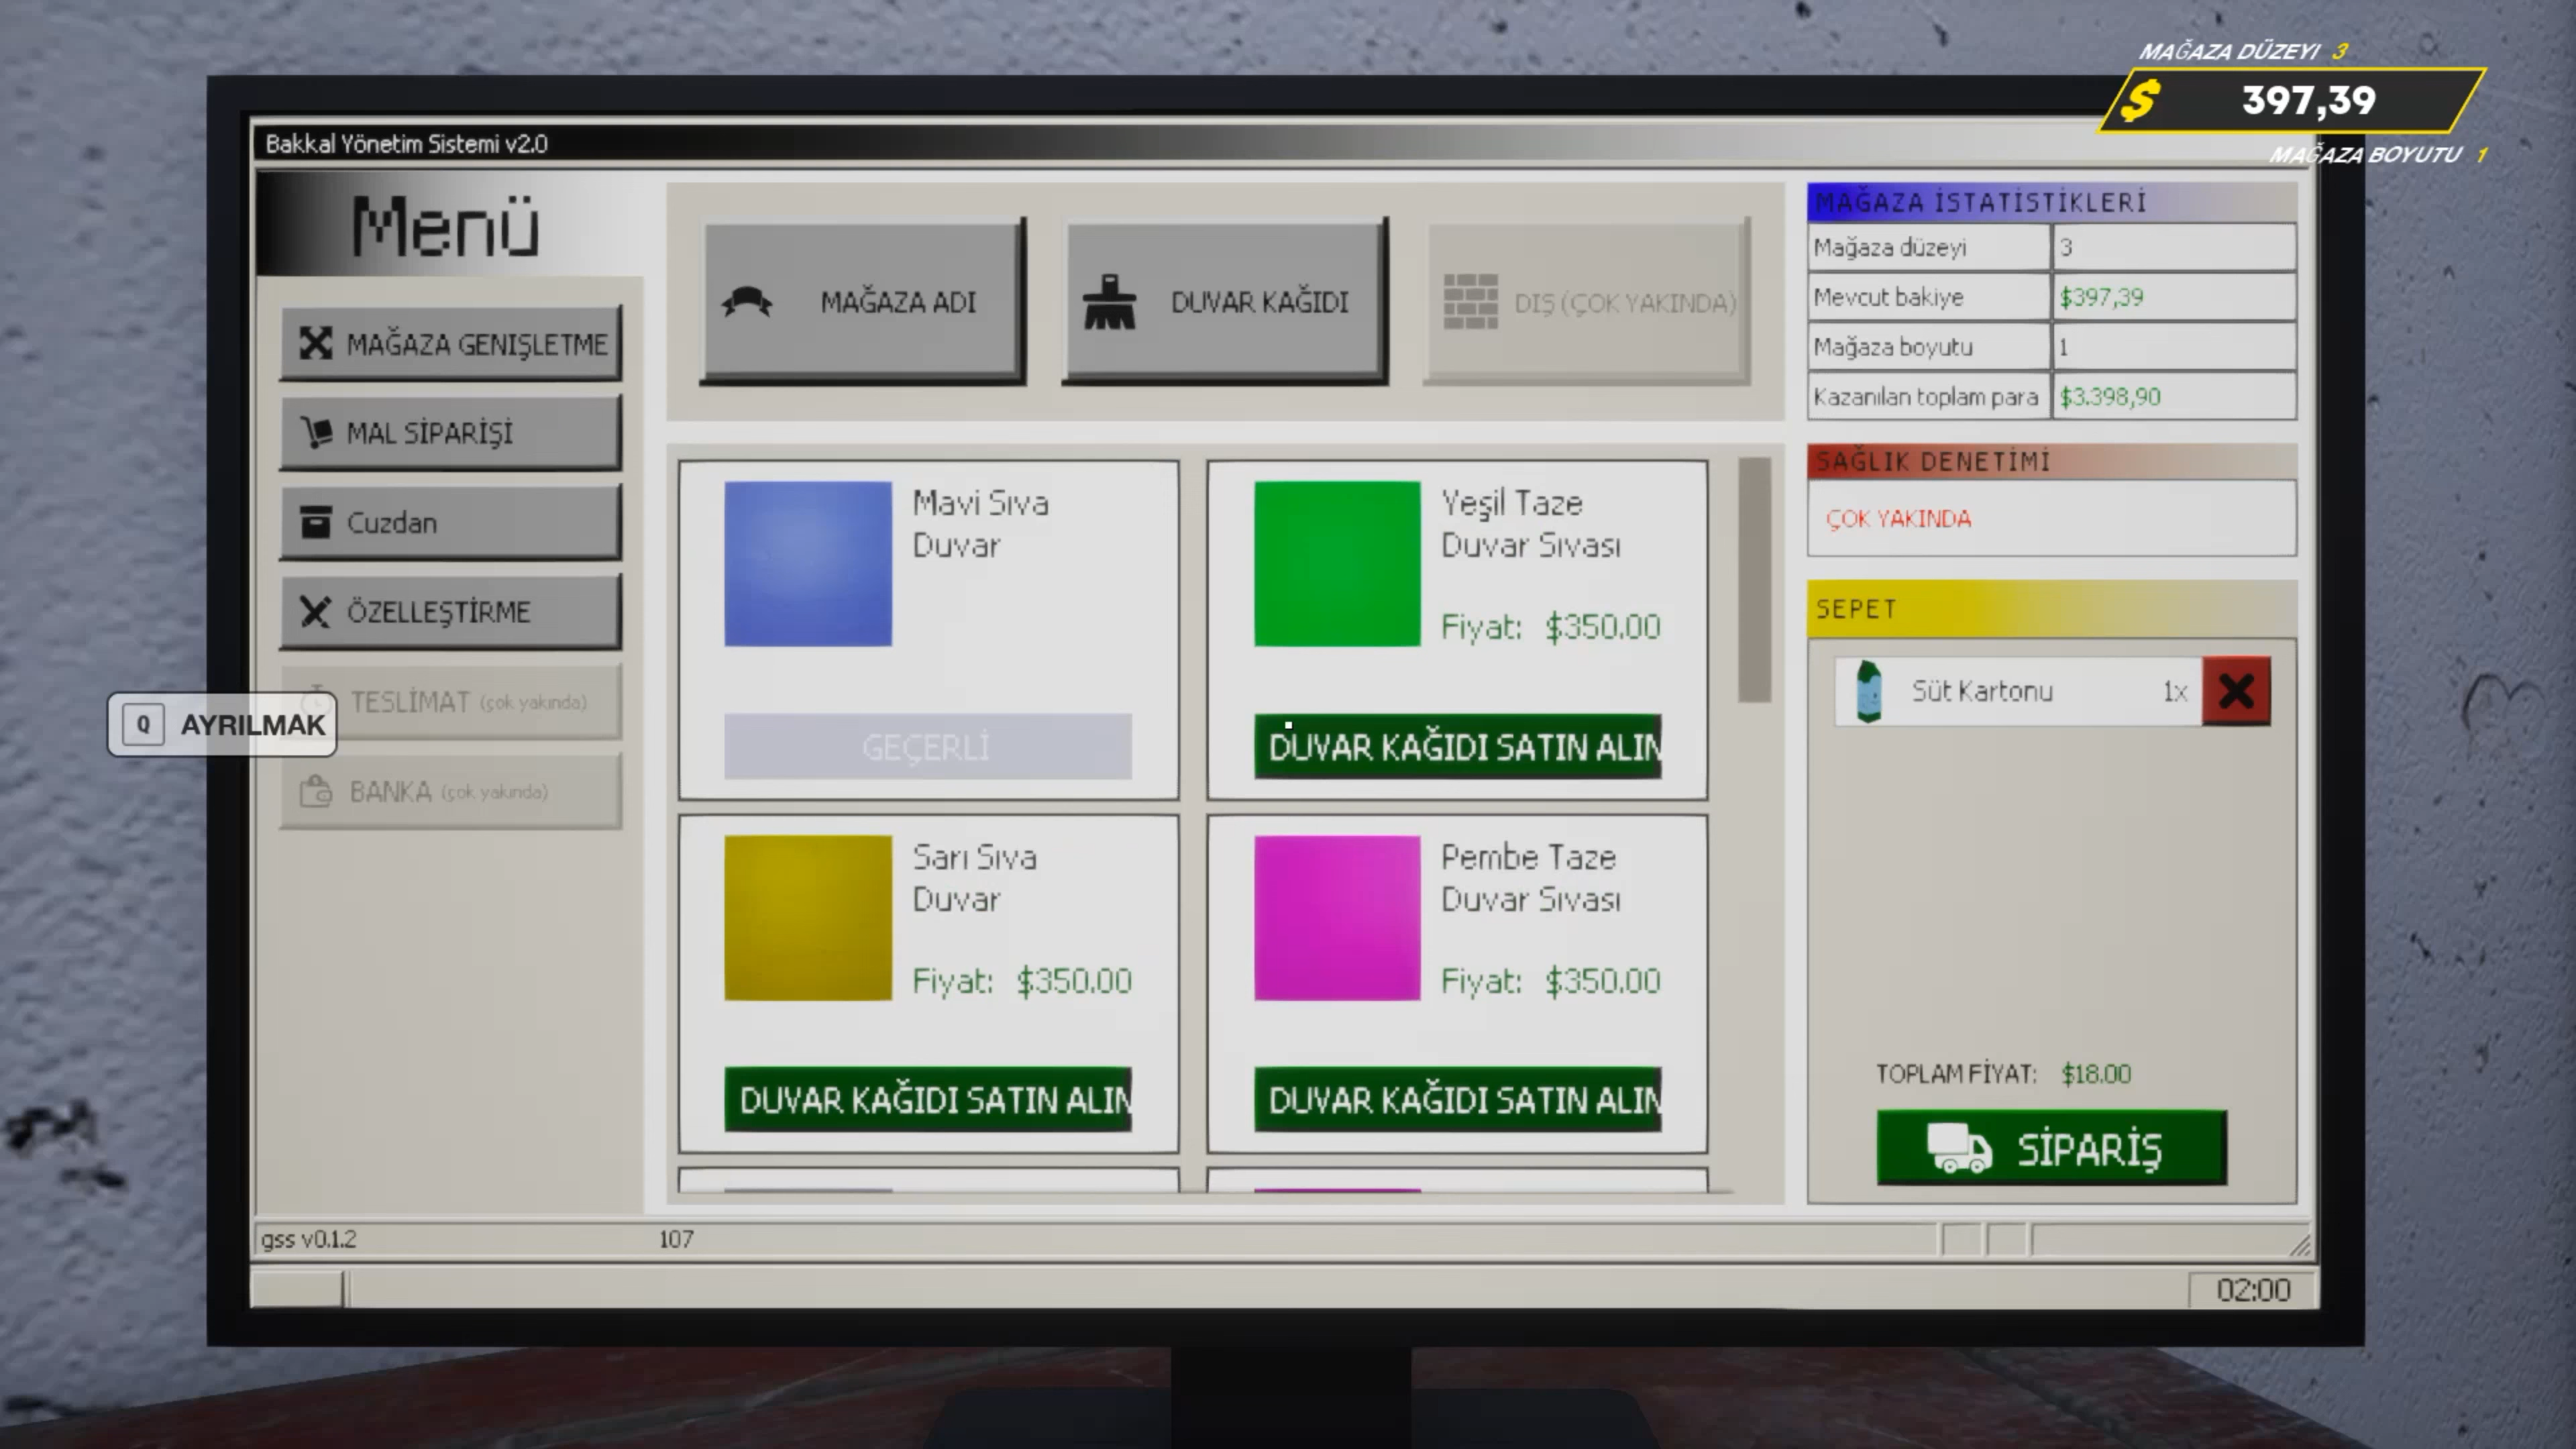 MAĞAZA DÜZEYİ 3
$ 397,39
MAĞAZA BOYUTU 1
Bakkal Yönetim Sistemi v2.0
Menü
MAĞAZA GENIŞLETME
MAL SİPARİŞİ
Cuzdan
ÖZELLEŞTİRME
TESLİMAT (çok yakında)
BANKA (çok yakında)
Q AYRILMAK
MAĞAZA ADI
DUVAR KAĞIDI
DIŞ (ÇOK YAKINDA)
Mavi Sıva
Duvar
GEÇERLİ
Yeşil Taze
Duvar Sıvası
Fiyat: $350.00
DUVAR KAĞIDI SATIN ALIN
Sarı Sıva
Duvar
Fiyat: $350.00
DUVAR KAĞIDI SATIN ALIN
Pembe Taze
Duvar Sıvası
Fiyat: $350.00
DUVAR KAĞIDI SATIN ALIN
MAĞAZA İSTATİSTİKLERİ
Mağaza düzeyi 3
Mevcut bakiye $397,39
Mağaza boyutu 1
Kazanılan toplam para $3.398,90
SAĞLIK DENETİMİ
ÇOK YAKINDA
SEPET
Süt Kartonu 1x
TOPLAM FİYAT: $18.00
SİPARİŞ
gss v0.1.2 107
02:00